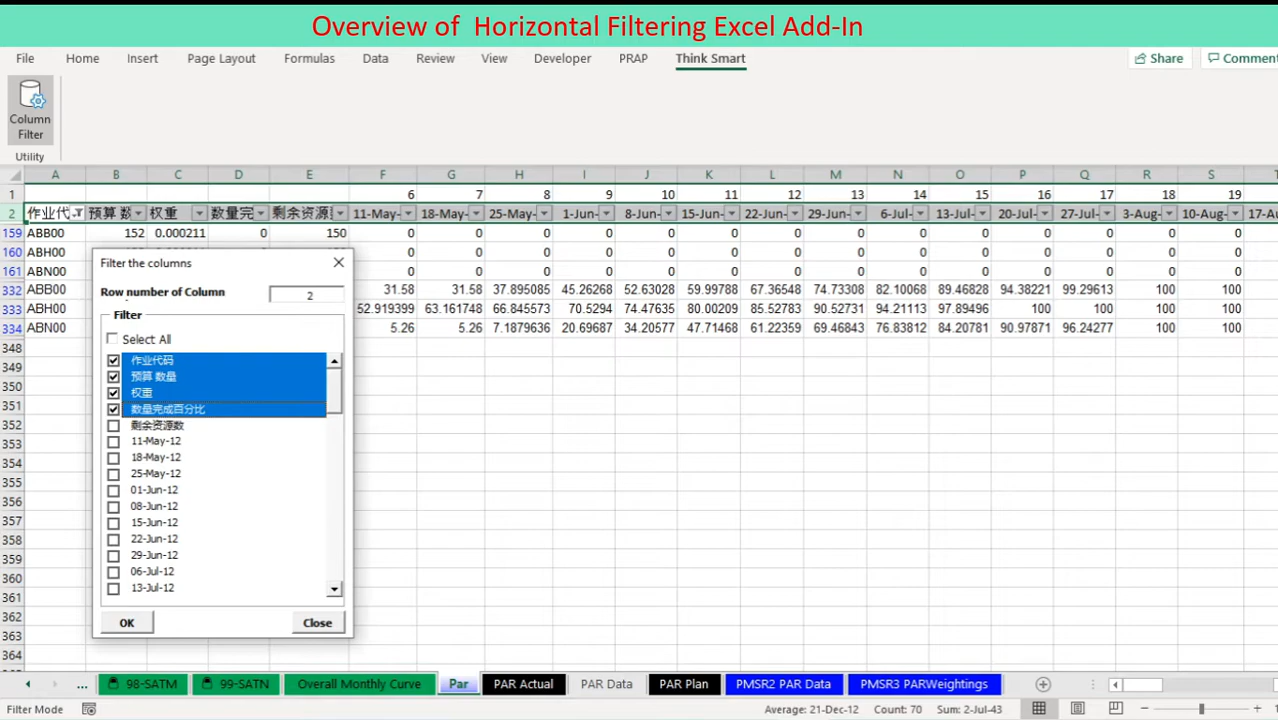 Overview of Horizontal Filtering Excel Add-In
File Home Insert Page Layout Formulas Data Review View Developer PRAP Think Smart Share Comment
Column
Filter
Utility
A B C D E F G H I J K L M N O P Q R S
1 6 7 8 9 10 11 12 13 14 15 16 17 18 19
2 作业代 预算 数 权重 数量完 剩余资源 11-May- 18-May- 25-May- 1-Jun- 8-Jun- 15-Jun- 22-Jun- 29-Jun- 6-Jul- 13-Jul- 20-Jul- 27-Jul- 3-Aug- 10-Aug- 17-Au
159 ABB00 152 0.000211 0 150 0 0 0 0 0 0 0 0 0 0 0 0 0 0
160 ABH00 0 0 0 0 0 0 0 0 0 0 0 0 0 0
161 ABN00 0 0 0 0 0 0 0 0 0 0 0 0 0 0
332 ABB00 31.58 31.58 37.895085 45.26268 52.63028 59.99788 67.36548 74.73308 82.10068 89.46828 94.38221 99.29613 100 100
333 ABH00 52.919399 63.161748 66.845573 70.5294 74.47635 80.00209 85.52783 90.52731 94.21113 97.89496 100 100 100 100
334 ABN00 5.26 5.26 7.1879636 20.69687 34.20577 47.71468 61.22359 69.46843 76.83812 84.20781 90.97871 96.24277 100 100
348
349
350
351
352
353
354
355
356
357
358
359
360
361
362
363
364
Filter the columns
Row number of Column 2
Filter
Select All
作业代码
预算 数量
权重
数量完成百分比
剩余资源数
11-May-12
18-May-12
25-May-12
01-Jun-12
08-Jun-12
15-Jun-12
22-Jun-12
29-Jun-12
06-Jul-12
13-Jul-12
OK Close
... 98-SATM 99-SATN Overall Monthly Curve Par PAR Actual PAR Data PAR Plan PMSR2 PAR Data PMSR3 PARWeightings
Filter Mode Average: 21-Dec-12 Count: 70 Sum: 2-Jul-43